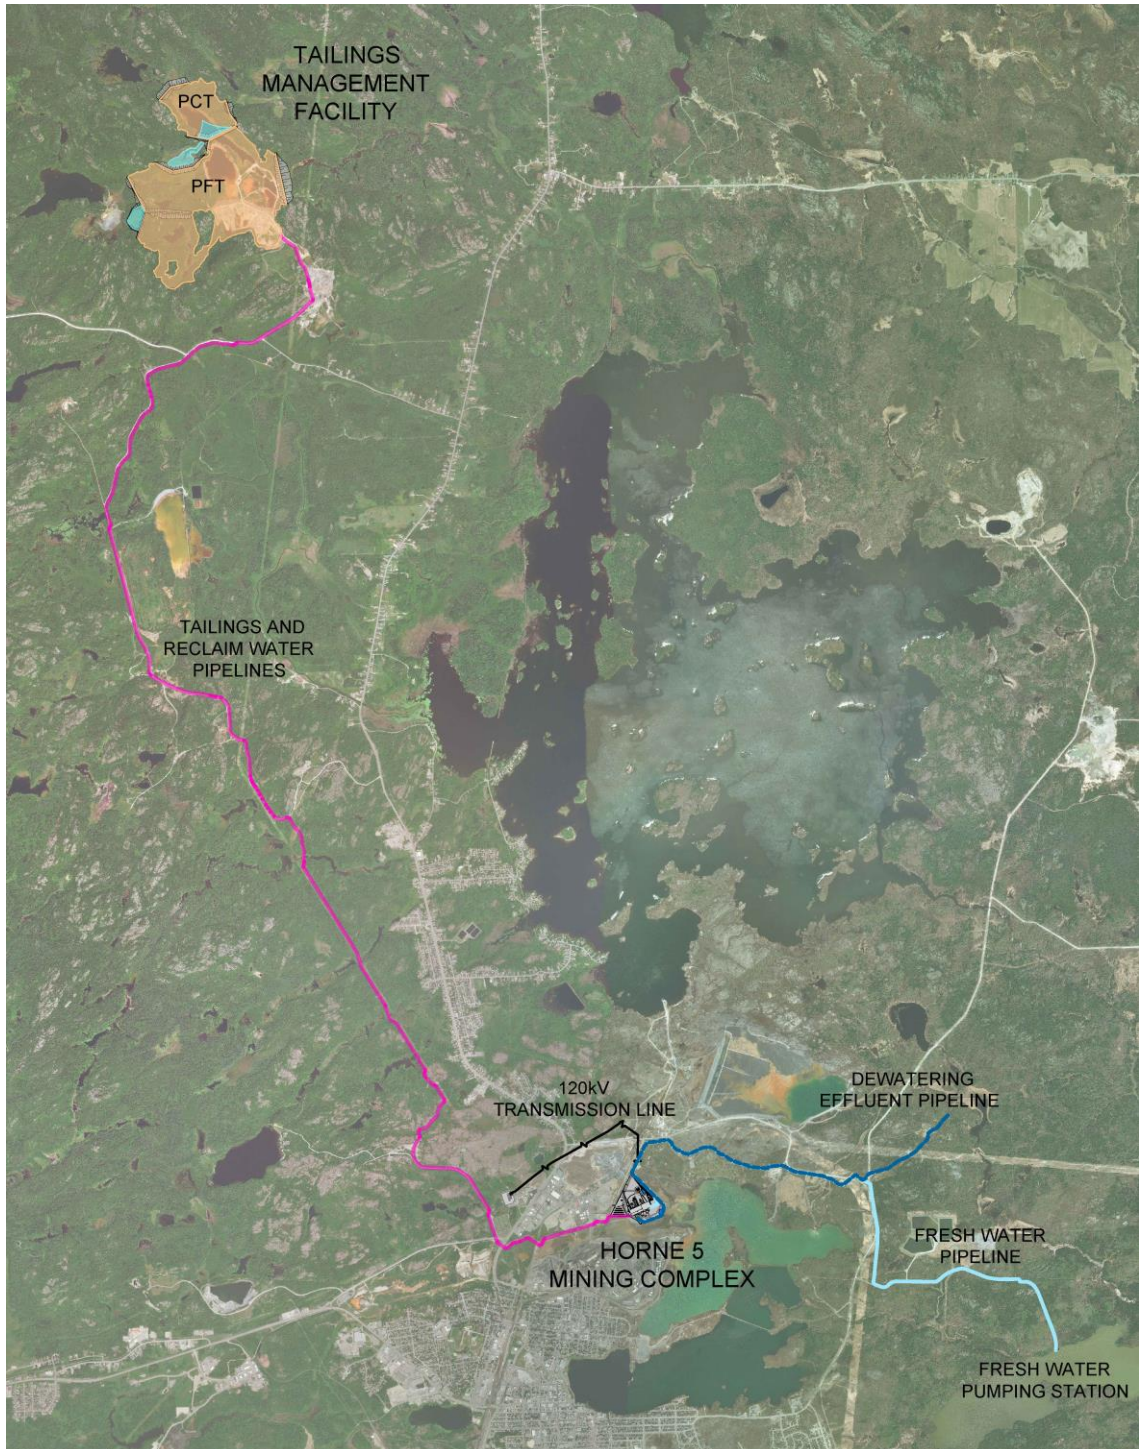 TAILINGS
MANAGEMENT
FACILITY
PCT
PFT
TAILINGS AND
RECLAIM WATER
PIPELINES
120kV
TRANSMISSION LINE
DEWATERING
EFFLUENT PIPELINE
HORNE 5
MINING COMPLEX
FRESH WATER
PIPELINE
FRESH WATER
PUMPING STATION